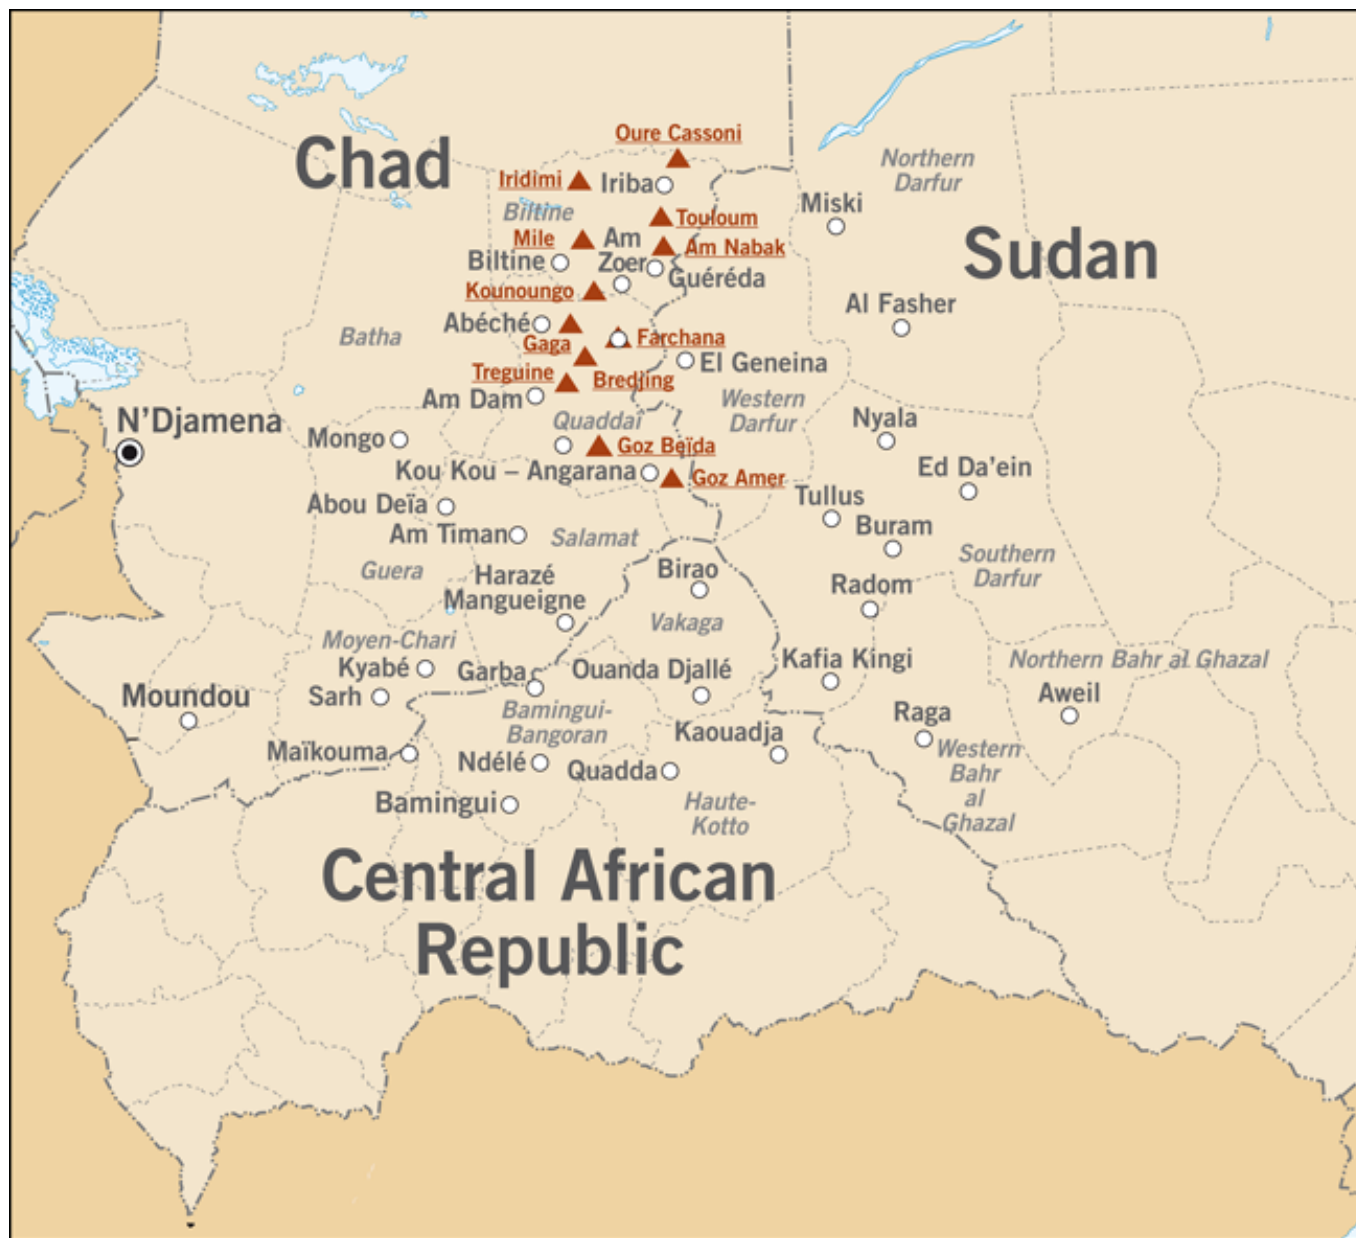 Oure Cassoni
Chad
Iridimi
Iriba
Northern
Darfur
Biltine
Touloum
Miski
Mile
Am
Zoer
Am Nabak
Sudan
Biltine
Guéréda
Kounoungo
Al Fasher
Abéché
Batha
Gaga
Farchana
El Geneina
Treguine
Bredjing
Am Dam
Western
Darfur
N'Djamena
Quaddaï
Nyala
Mongo
Goz Beïda
Kou Kou – Angarana
Goz Amer
Ed Da'ein
Abou Deïa
Tullus
Am Timan
Salamat
Buram
Guera
Harazé
Mangueigne
Birao
Southern
Darfur
Radom
Vakaga
Moyen-Chari
Kyabé
Garba
Ouanda Djallé
Kafia Kingi
Northern Bahr al Ghazal
Moundou
Sarh
Aweil
Bamingui-
Bangoran
Raga
Maïkouma
Kaouadja
Ndélé
Quadda
Western
Bahr
al
Ghazal
Bamingui
Haute-
Kotto
Central African
Republic